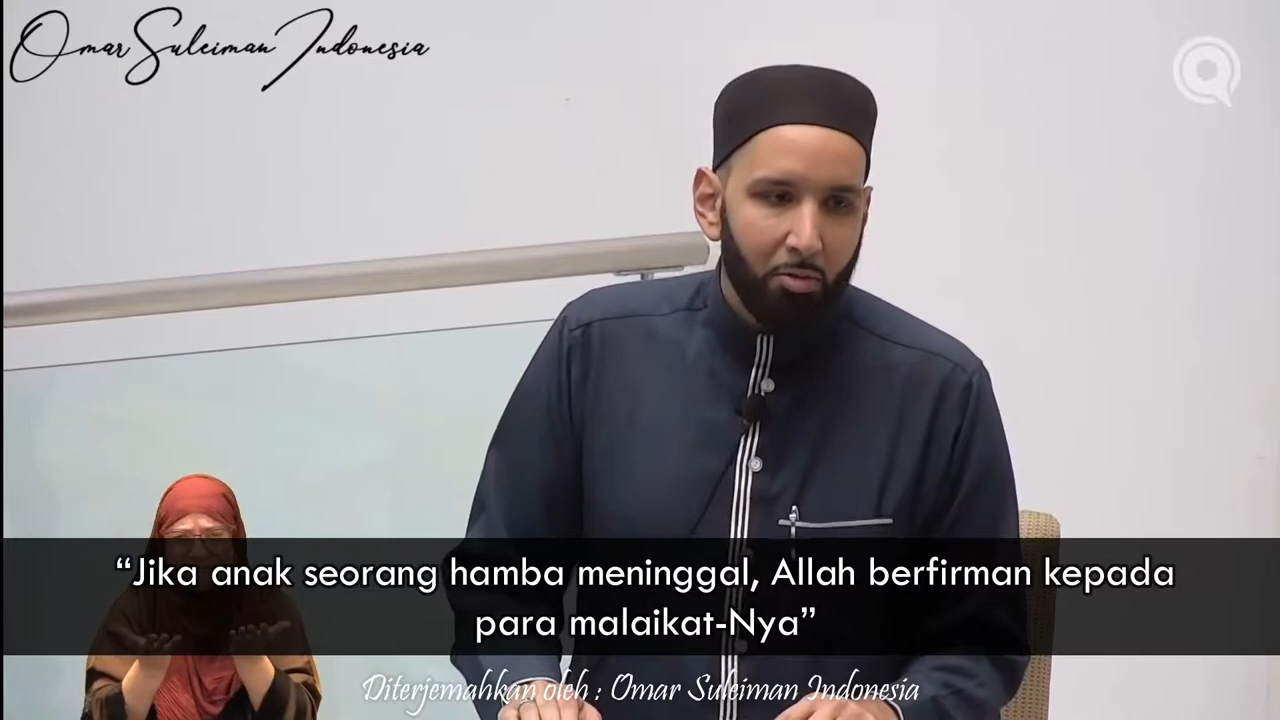 Omar Suleiman Indonesia
“Jika anak seorang hamba meninggal, Allah berfirman kepada
para malaikat-Nya”
Diterjemahkan oleh : Omar Suleiman Indonesia